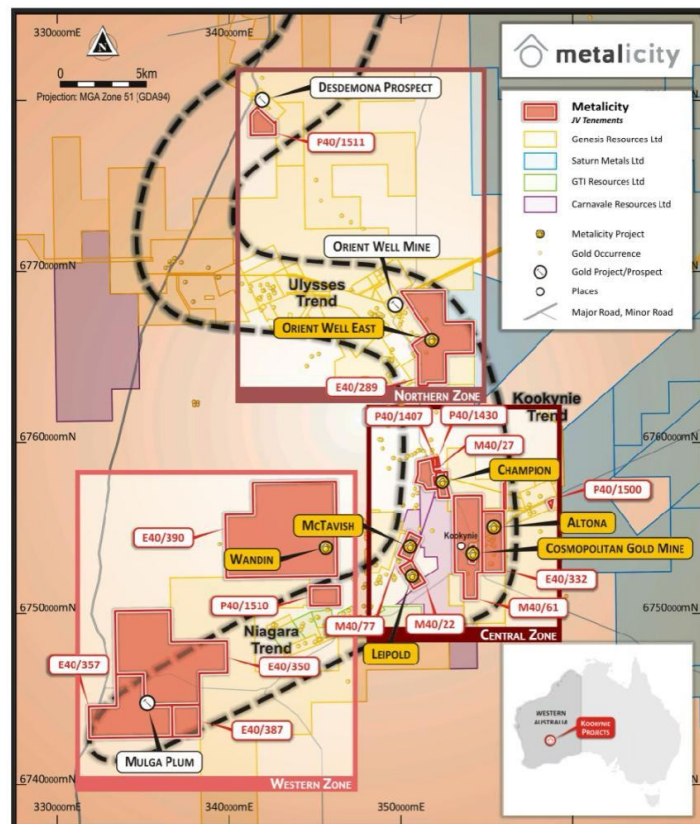 330000mE
340000mE
0 5km
Projection: MGA Zone 51 (GDA94)
DESDEMONA PROSPECT
P40/1511
metalicity
Metalicity
JV Tenements
Genesis Resources Ltd
Saturn Metals Ltd
GTI Resources Ltd
Carnavale Resources Ltd
Metalicity Project
Gold Occurrence
Gold Project/Prospect
Places
Major Road, Minor Road
6770000mN
ORIENT WELL MINE
Ulysses
Trend
ORIENT WELL EAST
E40/289
NORTHERN ZONE
Kookynie
Trend
P40/1407
P40/1430
6760000mN
6760000mN
M40/27
CHAMPION
P40/1500
E40/390
MCTAVISH
ALTONA
WANDIN
Kookynie
COSMOPOLITAN GOLD MINE
P40/1510
E40/332
6750000mN
6750000mN
M40/77
M40/22
M40/61
Niagara
Trend
CENTRAL ZONE
LEIPOLD
E40/357
E40/350
E40/387
MULGA PLUM
WESTERN
AUSTRALIA
KOOKYNIE
PROJECTS
6740000mN
WESTERN ZONE
330000mE
340000mE
350000mE